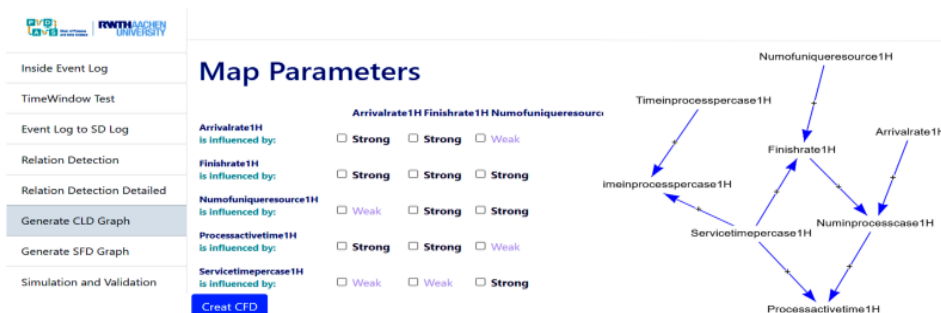 RWTH AACHEN
UNIVERSITY
Inside Event Log
TimeWindow Test
Event Log to SD Log
Relation Detection
Relation Detection Detailed
Generate CLD Graph
Generate SFD Graph
Simulation and Validation
Map Parameters
Arrivalrate1H Finishrate1H Numofuniqueresourc
Arrivalrate1H
is influenced by:
Strong Strong Weak
Finishrate1H
is influenced by:
Strong Strong Strong
Numofuniqueresource1H
is influenced by:
Weak Strong Strong
Processactivetime1H
is influenced by:
Strong Strong Weak
Servicetimepercase1H
is influenced by:
Weak Weak Strong
Creat CFD
Numofuniqueresource1H
Timeinprocesspercase1H
Arrivalrate1H
Finishrate1H
imeinprocesspercase1H
Numinprocesscase1H
Servicetimepercase1H
Processactivetime1H